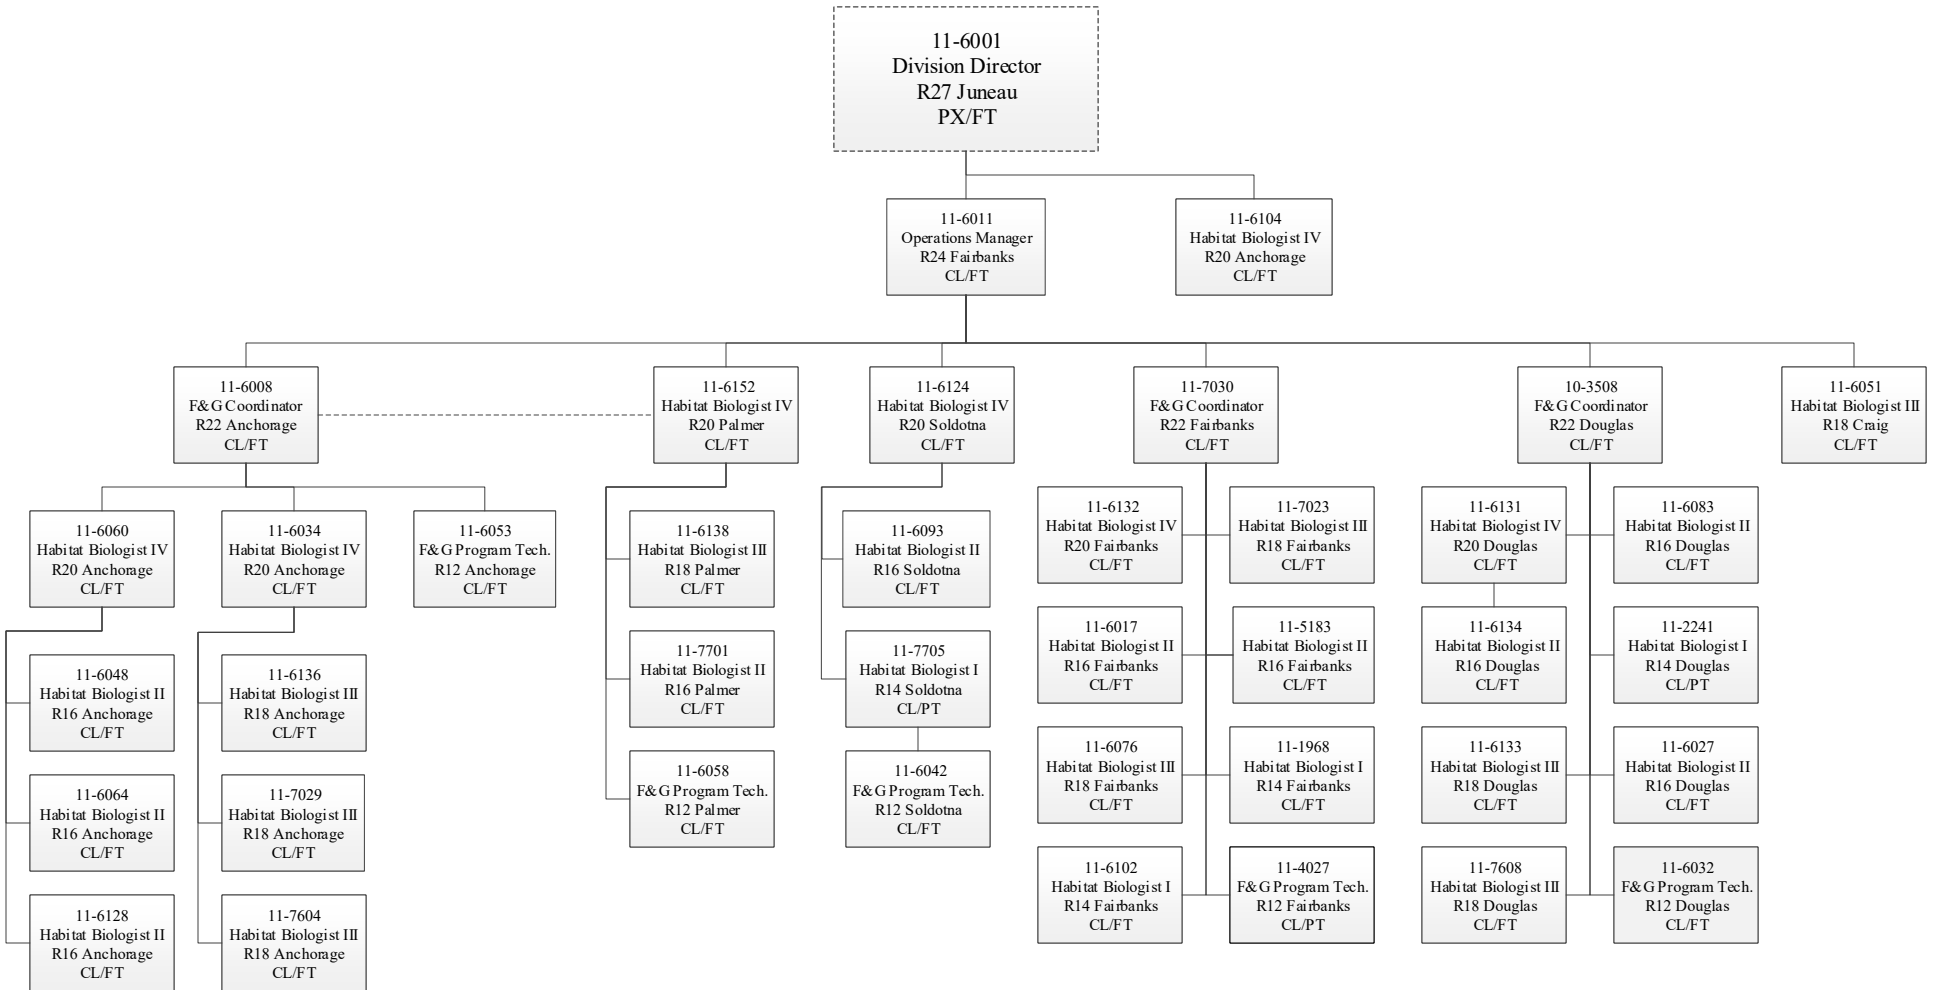 11-6001
Division Director
R27 Juneau
PX/FT
11-6011
Operations Manager
R24 Fairbanks
CL/FT
11-6104
Habitat Biologist IV
R20 Anchorage
CL/FT
11-6008
F&G Coordinator
R22 Anchorage
CL/FT
11-6152
Habitat Biologist IV
R20 Palmer
CL/FT
11-6124
Habitat Biologist IV
R20 Soldotna
CL/FT
11-7030
F&G Coordinator
R22 Fairbanks
CL/FT
10-3508
F&G Coordinator
R22 Douglas
CL/FT
11-6051
Habitat Biologist III
R18 Craig
CL/FT
11-6060
Habitat Biologist IV
R20 Anchorage
CL/FT
11-6034
Habitat Biologist IV
R20 Anchorage
CL/FT
11-6053
F&G Program Tech.
R12 Anchorage
CL/FT
11-6048
Habitat Biologist II
R16 Anchorage
CL/FT
11-6064
Habitat Biologist II
R16 Anchorage
CL/FT
11-6128
Habitat Biologist II
R16 Anchorage
CL/FT
11-6136
Habitat Biologist III
R18 Anchorage
CL/FT
11-7029
Habitat Biologist III
R18 Anchorage
CL/FT
11-7604
Habitat Biologist III
R18 Anchorage
CL/FT
11-6138
Habitat Biologist III
R18 Palmer
CL/FT
11-7701
Habitat Biologist II
R16 Palmer
CL/FT
11-6058
F&G Program Tech.
R12 Palmer
CL/FT
11-6093
Habitat Biologist II
R16 Soldotna
CL/FT
11-7705
Habitat Biologist I
R14 Soldotna
CL/PT
11-6042
F&G Program Tech.
R12 Soldotna
CL/FT
11-6132
Habitat Biologist IV
R20 Fairbanks
CL/FT
11-7023
Habitat Biologist III
R18 Fairbanks
CL/FT
11-6017
Habitat Biologist II
R16 Fairbanks
CL/FT
11-5183
Habitat Biologist II
R16 Fairbanks
CL/FT
11-6076
Habitat Biologist III
R18 Fairbanks
CL/FT
11-1968
Habitat Biologist I
R14 Fairbanks
CL/FT
11-6102
Habitat Biologist I
R14 Fairbanks
CL/FT
11-4027
F&G Program Tech.
R12 Fairbanks
CL/PT
11-6131
Habitat Biologist IV
R20 Douglas
CL/FT
11-6083
Habitat Biologist II
R16 Douglas
CL/FT
11-6134
Habitat Biologist II
R16 Douglas
CL/FT
11-2241
Habitat Biologist I
R14 Douglas
CL/PT
11-6133
Habitat Biologist III
R18 Douglas
CL/FT
11-6027
Habitat Biologist II
R16 Douglas
CL/FT
11-7608
Habitat Biologist III
R18 Douglas
CL/FT
11-6032
F&G Program Tech.
R12 Douglas
CL/FT